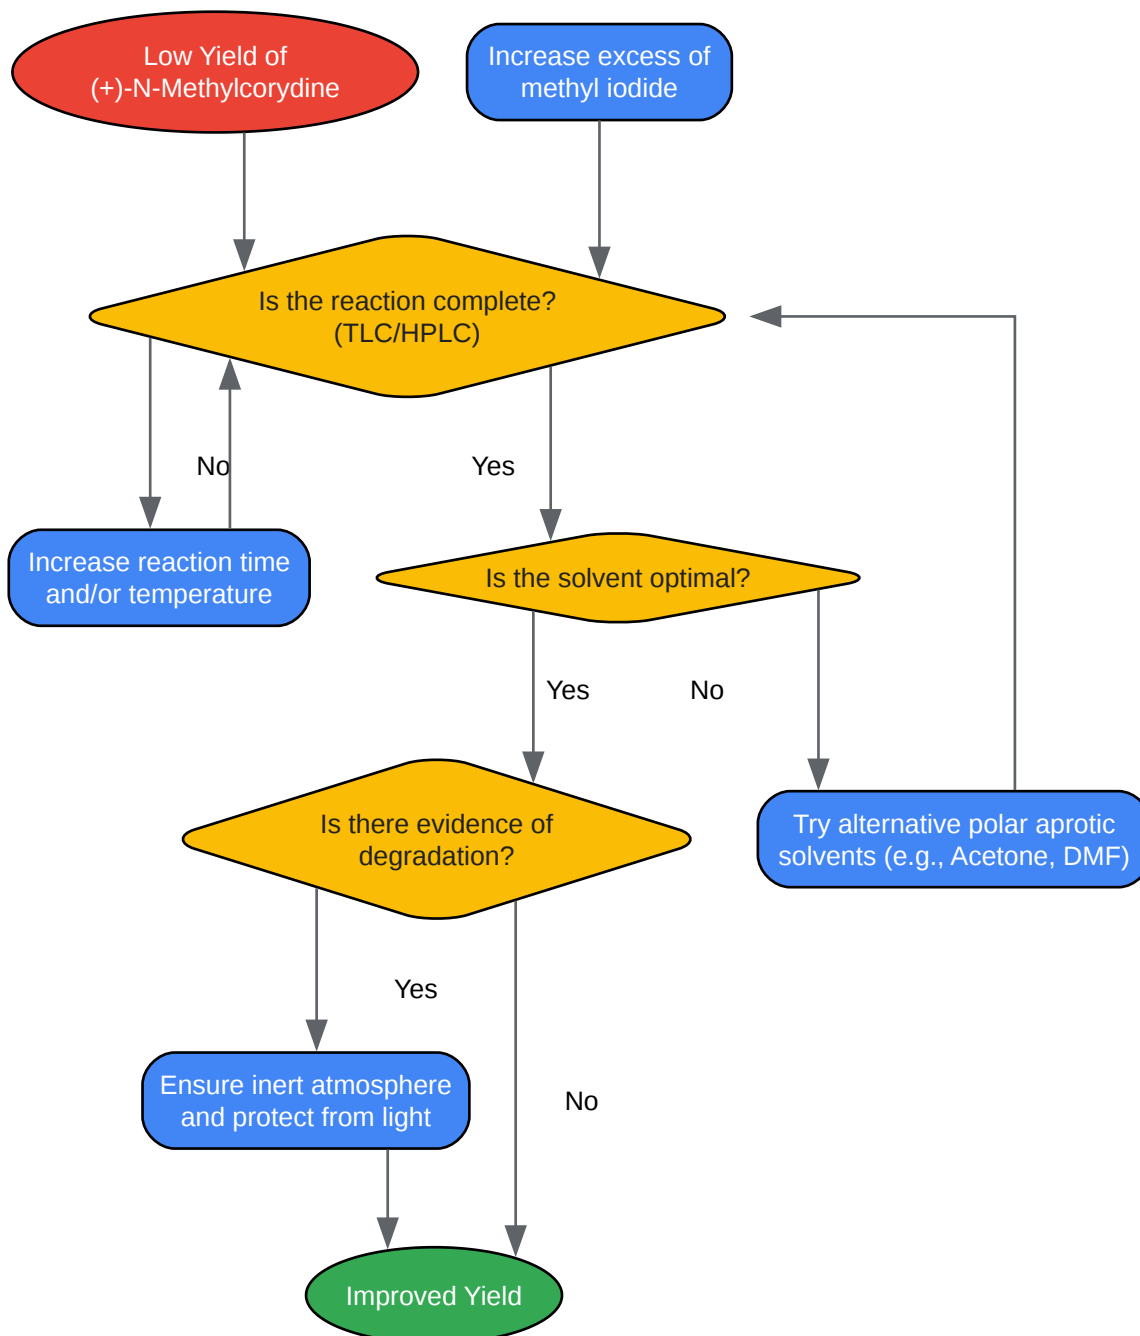 Low Yield of
(+)-N-Methylcorydine
Increase excess of
methyl iodide
Is the reaction complete?
(TLC/HPLC)
No
Yes
Increase reaction time
and/or temperature
Is the solvent optimal?
Yes
No
Is there evidence of
degradation?
Try alternative polar aprotic
solvents (e.g., Acetone, DMF)
Yes
Ensure inert atmosphere
and protect from light
No
Improved Yield